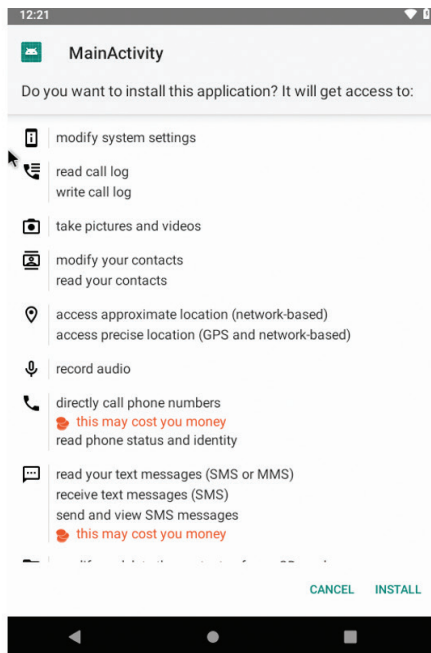 12:21
MainActivity
Do you want to install this application? It will get access to:
modify system settings
read call log
write call log
take pictures and videos
modify your contacts
read your contacts
access approximate location (network-based)
access precise location (GPS and network-based)
record audio
directly call phone numbers
this may cost you money
read phone status and identity
read your text messages (SMS or MMS)
receive text messages (SMS)
send and view SMS messages
this may cost you money
CANCEL INSTALL